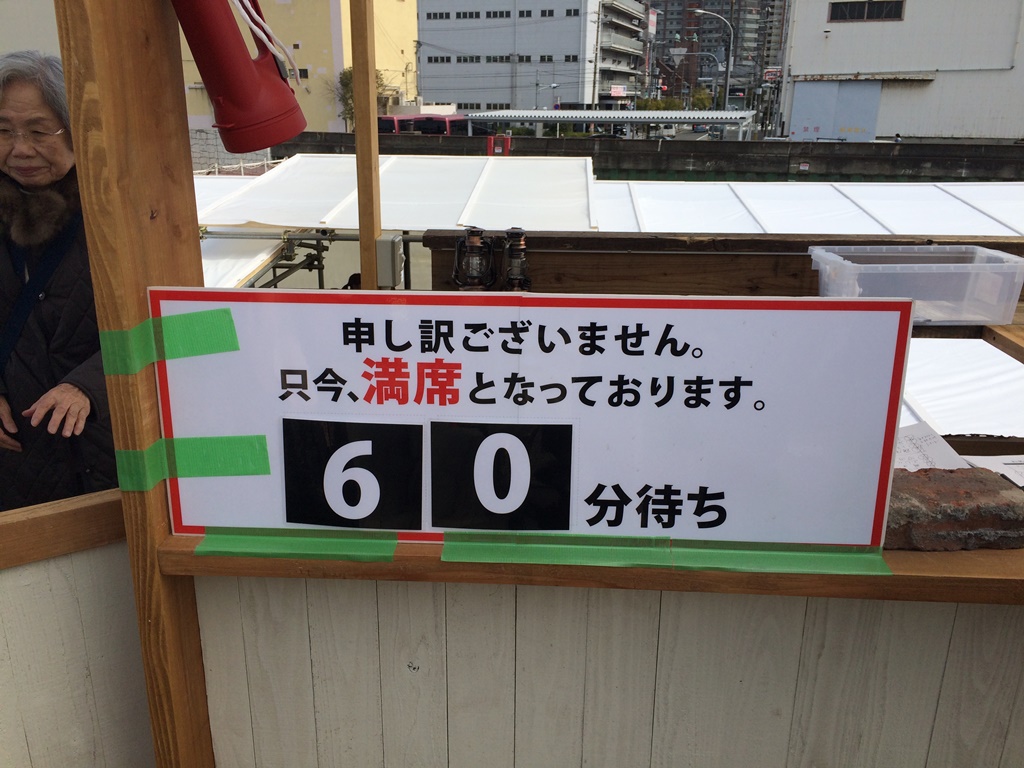 申し訳ございません。
只今、満席となっております。
60分待ち